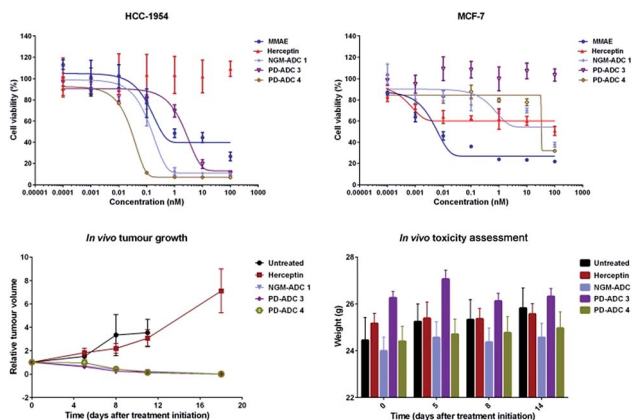 HCC-1954
140
120
100
80
60
40
20
0
Cell viability (%)
0.00001 0.0001 0.001 0.01 0.1 1 10 100 1000
Concentration (nM)
MMAE
Herceptin
NGM-ADC 1
PD-ADC 3
PD-ADC 4
MCF-7
140
120
100
80
60
40
20
0
Cell viability (%)
0.00001 0.0001 0.001 0.01 0.1 1 10 100 1000
Concentration (nM)
MMAE
Herceptin
NGM-ADC 1
PD-ADC 3
PD-ADC 4
In vivo tumour growth
10
8
6
4
2
0
-2
Relative tumour volume
0 4 8 12 16 20
Time (days after treatment initiation)
Untreated
Herceptin
NGM-ADC 1
PD-ADC 3
PD-ADC 4
In vivo toxicity assessment
28
26
24
22
Weight (g)
0 5 8 14
Time (days after treatment initiation)
Untreated
Herceptin
NGM-ADC
PD-ADC 3
PD-ADC 4